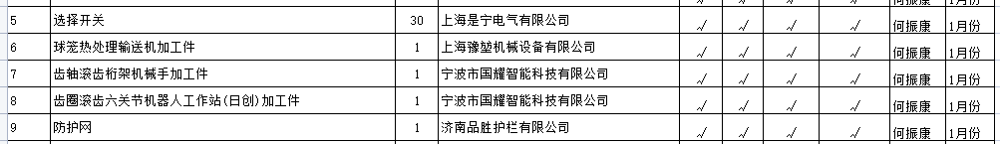 5 选择开关 30 上海是宁电气有限公司 √ √ √ √ 何振康 1月份
6 球笼热处理输送机加工件 1 上海豫堃机械设备有限公司 √ √ √ √ 何振康 1月份
7 齿轴滚齿桁架机械手加工件 1 宁波市国耀智能科技有限公司 √ √ √ √ 何振康 1月份
8 齿圈滚齿六关节机器人工作站(日创)加工件 1 宁波市国耀智能科技有限公司 √ √ √ √ 何振康 1月份
9 防护网 1 济南品胜护栏有限公司 √ √ √ √ 何振康 1月份